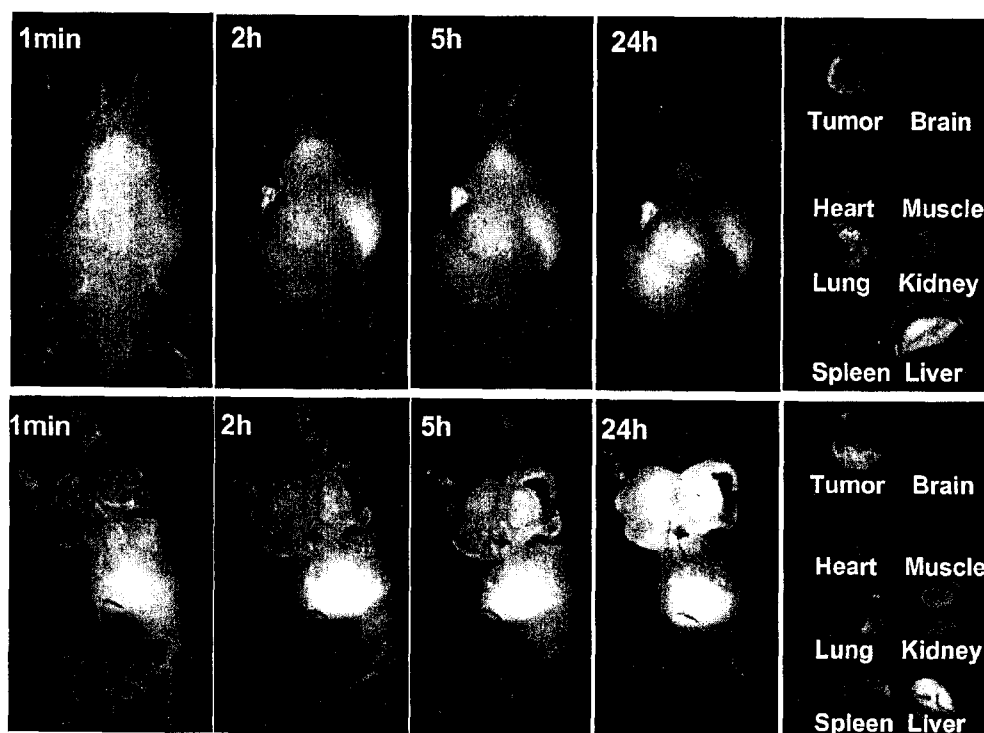 1min 2h 5h 24h
Tumor Brain
Heart Muscle
Lung Kidney
Spleen Liver
1min 2h 5h 24h
Tumor Brain
Heart Muscle
Lung Kidney
Spleen Liver